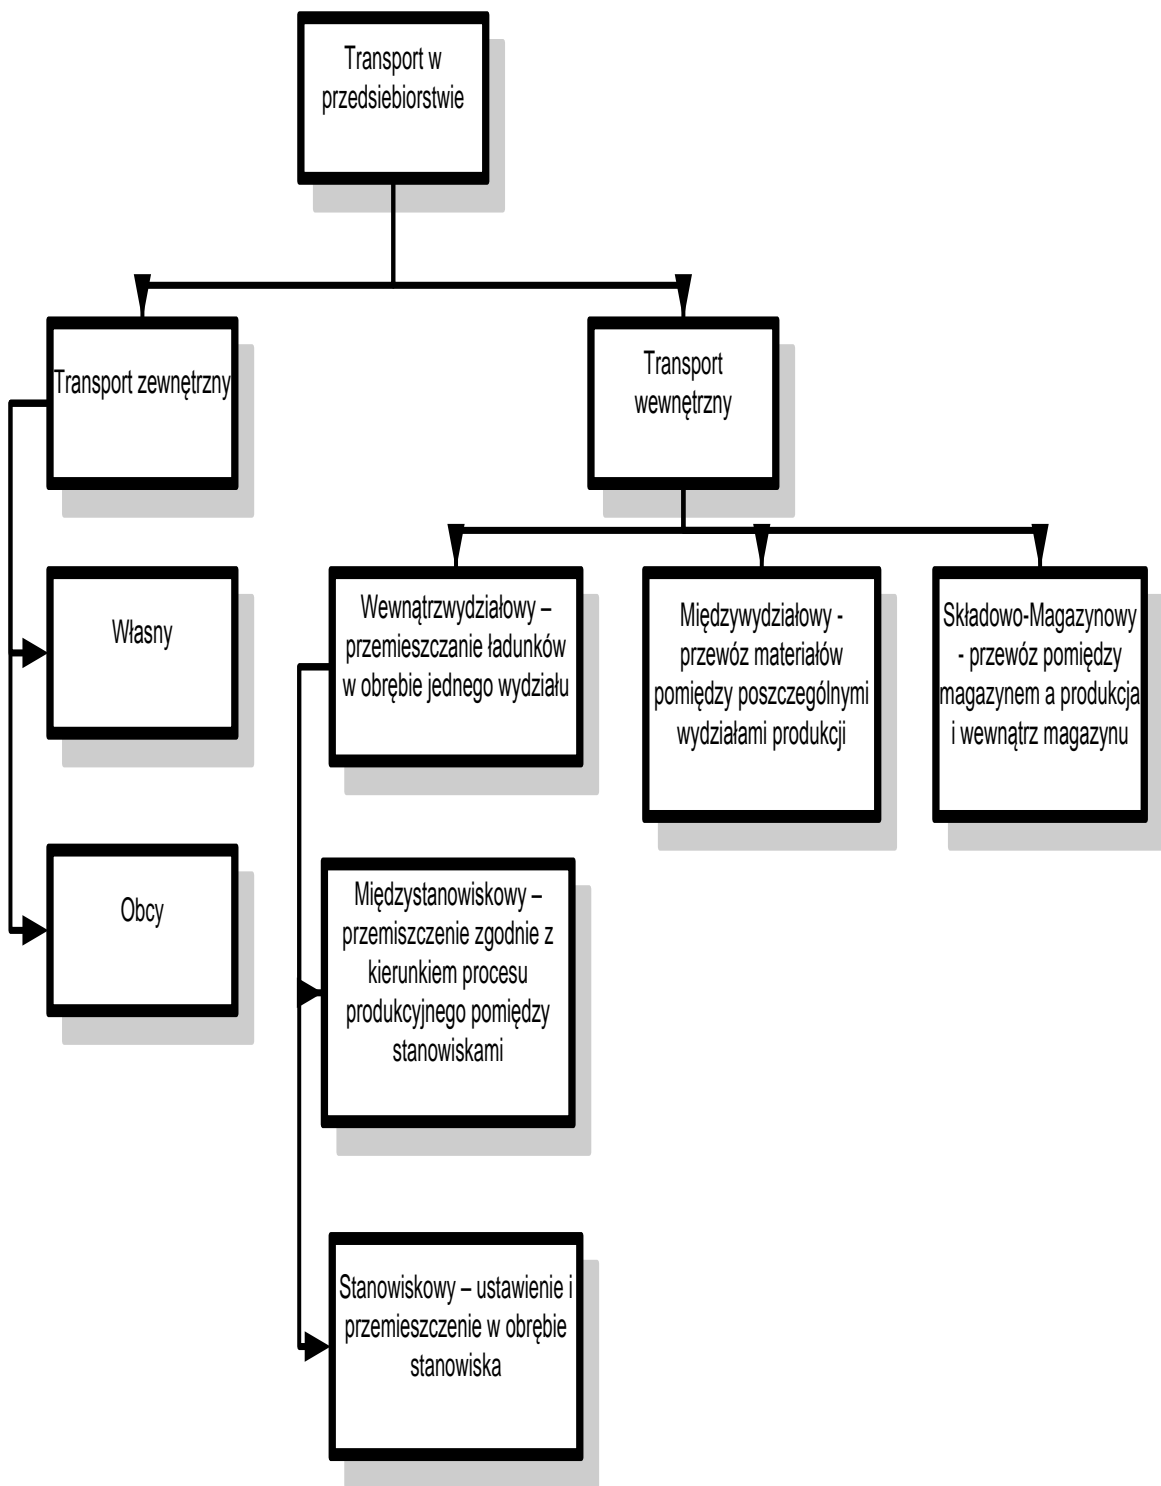 Transport w
przedsiebiorstwie
Transport zewnętrzny
Transport
wewnętrzny
Własny
Wewnątrzwydziałowy –
przemieszczanie ładunków
w obrębie jednego wydziału
Międzywydziałowy -
przewóz materiałów
pomiędzy poszczególnymi
wydziałami produkcji
Składowo-Magazynowy
- przewóz pomiędzy
magazynem a produkcja
i wewnątrz magazynu
Obcy
Międzystanowiskowy –
przemiszczenie zgodnie z
kierunkiem procesu
produkcyjnego pomiędzy
stanowiskami
Stanowiskowy – ustawienie i
przemieszczenie w obrębie
stanowiska